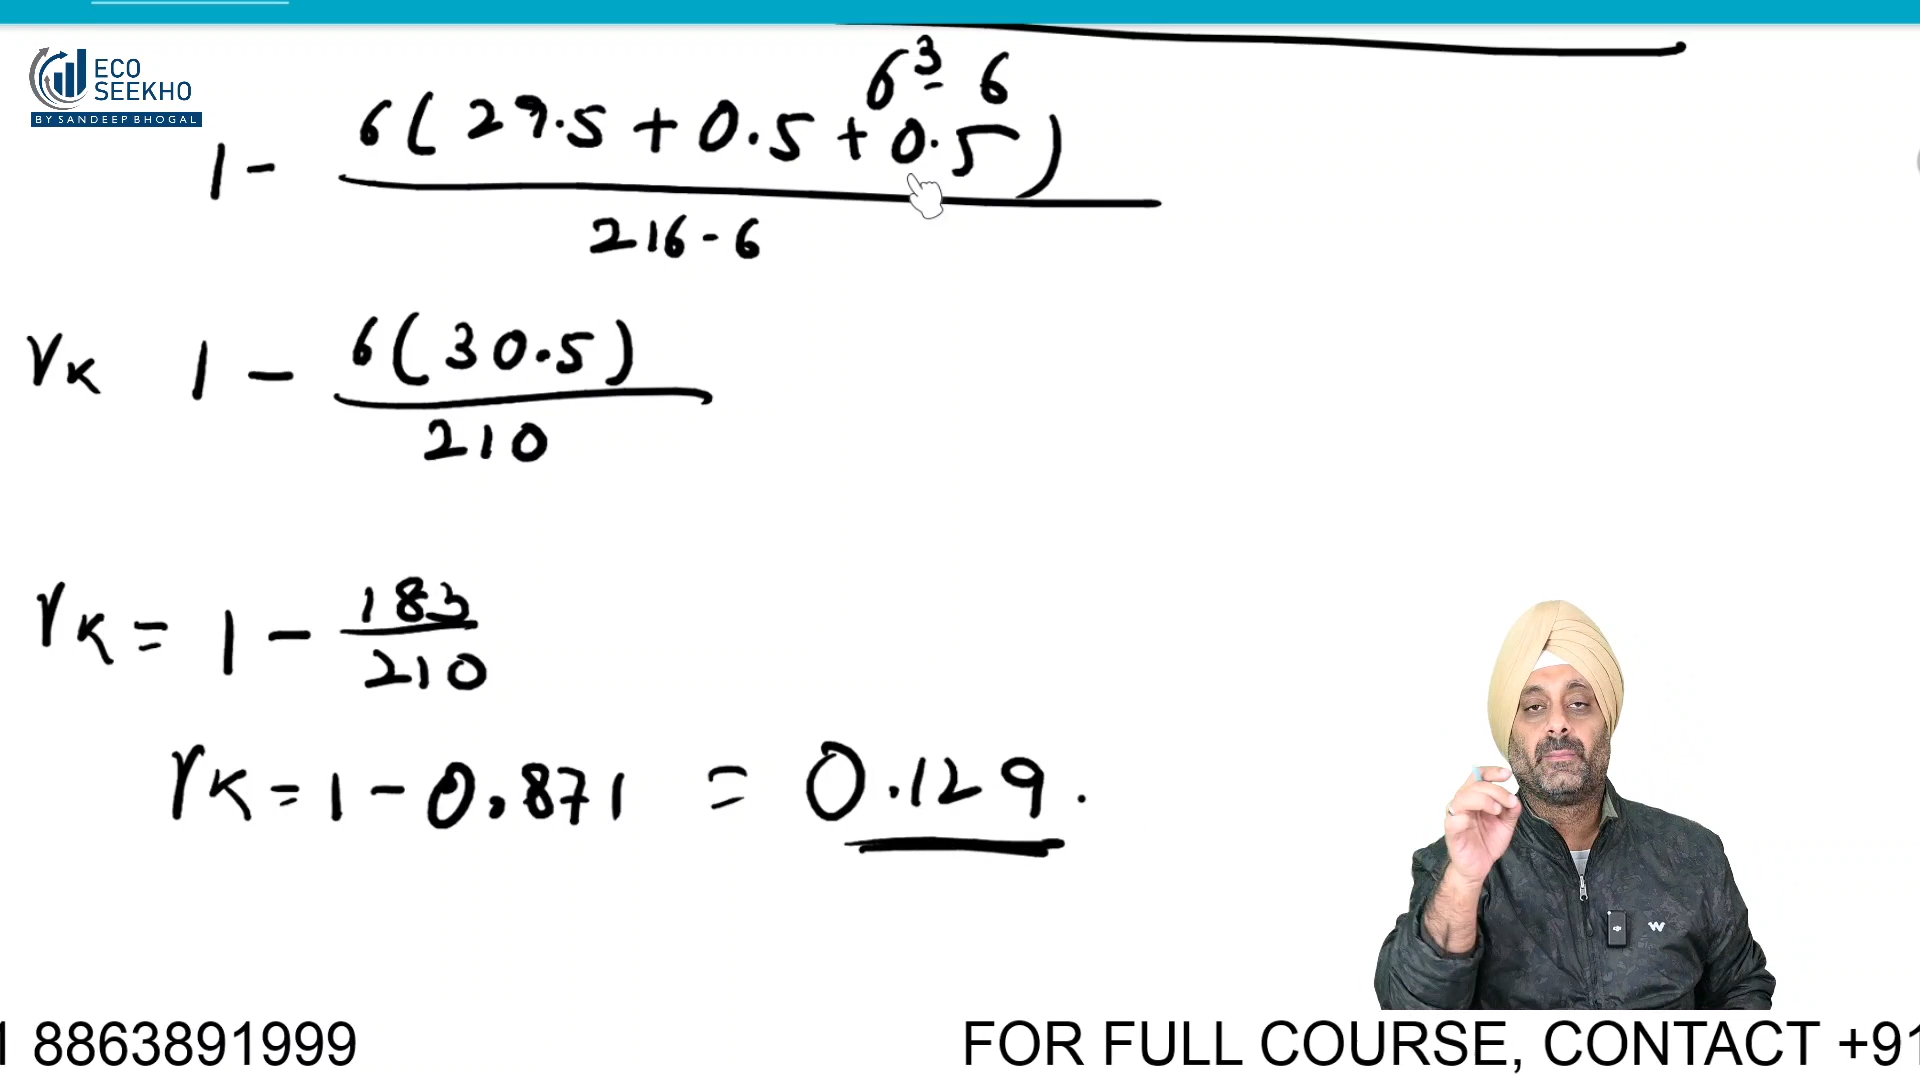 ECO
SEEKHO
BY SANDEEP BHOGAL
6³ - 6
1 - 6(29.5 + 0.5 + 0.5)
216 - 6
rk 1 - 6(30.5)
210
rk = 1 - 183
210
rk = 1 - 0.871 = 0.129.
W
1 8863891999
FOR FULL COURSE, CONTACT +91